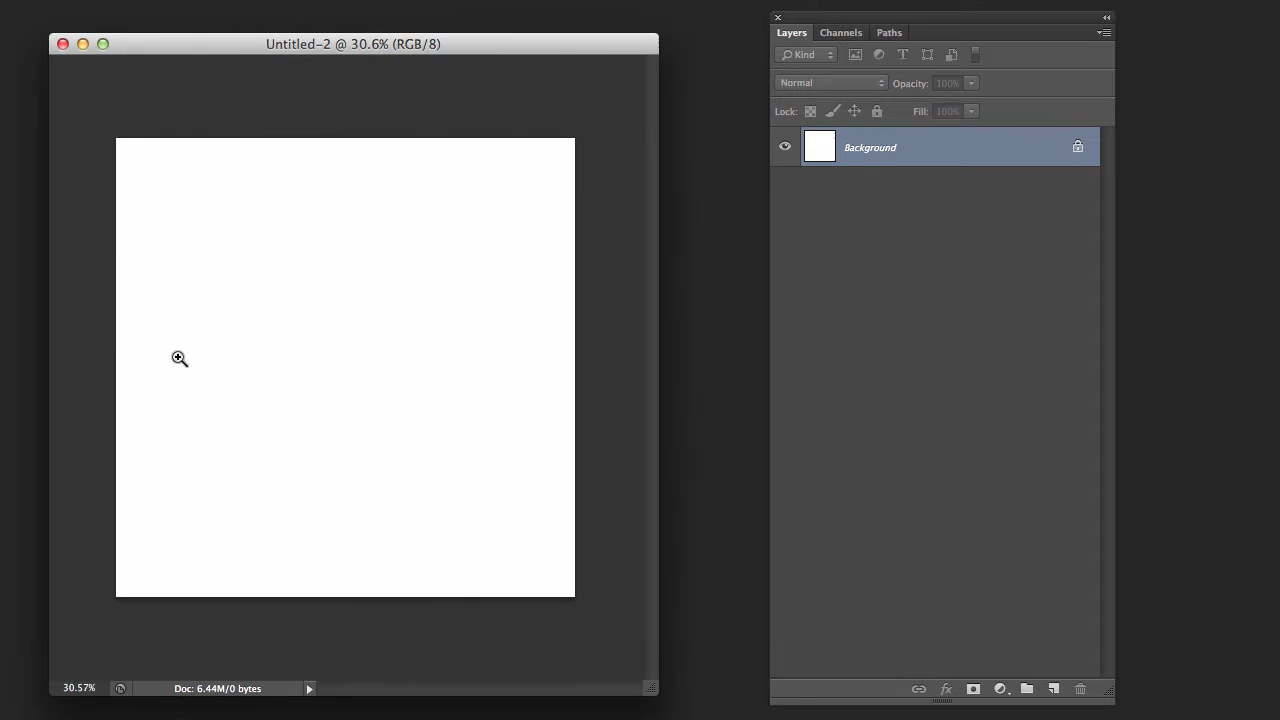 Untitled-2 @ 30.6% (RGB/8)
Layers Channels Paths
Kind
Normal Opacity: 100%
Lock: Fill: 100%
Background
fx
30.57% Doc: 6.44M/0 bytes